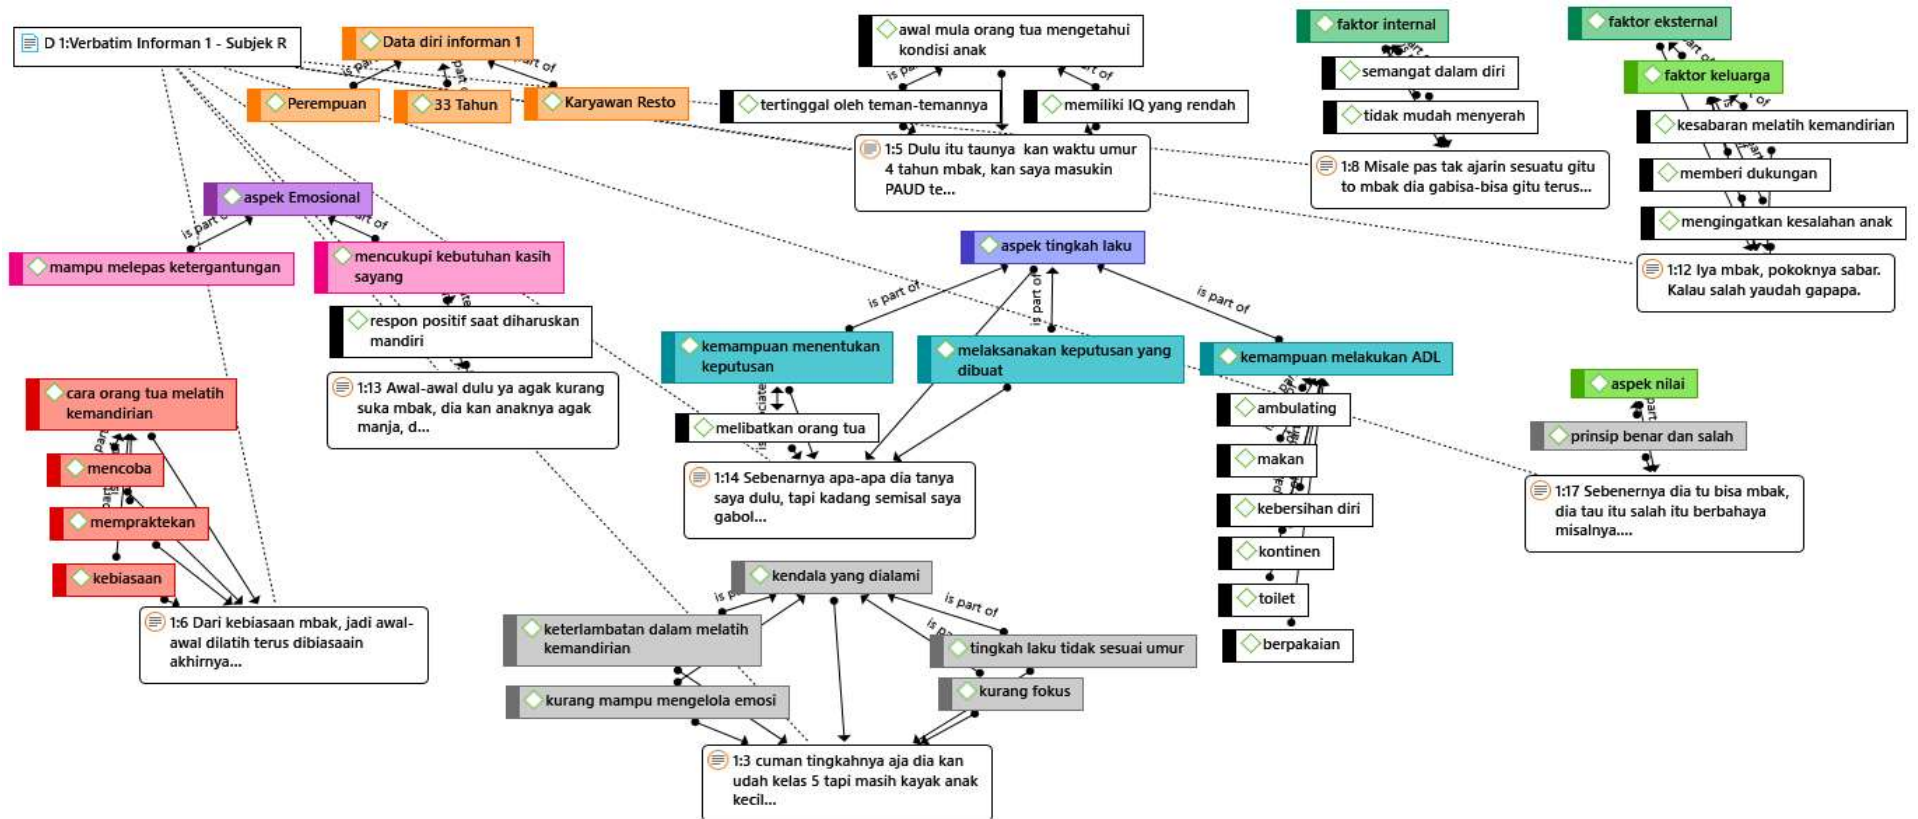 D 1:Verbatim Informan 1 - Subjek R
Data diri informan 1
is part of
Perempuan
33 Tahun
Karyawan Resto
awal mula orang tua mengetahui
kondisi anak
tertinggal oleh teman-temannya
memiliki IQ yang rendah
1:5 Dulu itu taunya kan waktu umur
4 tahun mbak, kan saya masukin
PAUD te...
faktor internal
semangat dalam diri
tidak mudah menyerah
1:8 Misale pas tak ajarin sesuatu gitu
to mbak dia gabisa-bisa gitu terus...
faktor eksternal
faktor keluarga
kesabaran melatih kemandirian
memberi dukungan
mengingatkan kesalahan anak
1:12 Iya mbak, pokoknya sabar.
Kalau salah yaudah gapapa.
aspek Emosional
is part of
mampu melepas ketergantungan
mencukupi kebutuhan kasih
sayang
respon positif saat diharuskan
mandiri
1:13 Awal-awal dulu ya agak kurang
suka mbak, dia kan anaknya agak
manja, d...
aspek tingkah laku
is part of
is part of
is part of
kemampuan menentukan
keputusan
melaksanakan keputusan yang
dibuat
kemampuan melakukan ADL
melibatkan orang tua
1:14 Sebenarnya apa-apa dia tanya
saya dulu, tapi kadang semisal saya
gabol...
ambulating
makan
kebersihan diri
kontinen
toilet
berpakaian
aspek nilai
prinsip benar dan salah
1:17 Sebenernya dia tu bisa mbak,
dia tau itu salah itu berbahaya
misalnya....
cara orang tua melatih
kemandirian
mencoba
mempraktekan
kebiasaan
1:6 Dari kebiasaan mbak, jadi awal-
awal dilatih terus dibiasaain
akhirnya...
kendala yang dialami
is part of
keterlambatan dalam melatih
kemandirian
tingkah laku tidak sesuai umur
kurang mampu mengelola emosi
kurang fokus
1:3 cuman tingkahnya aja dia kan
udah kelas 5 tapi masih kayak anak
kecil...